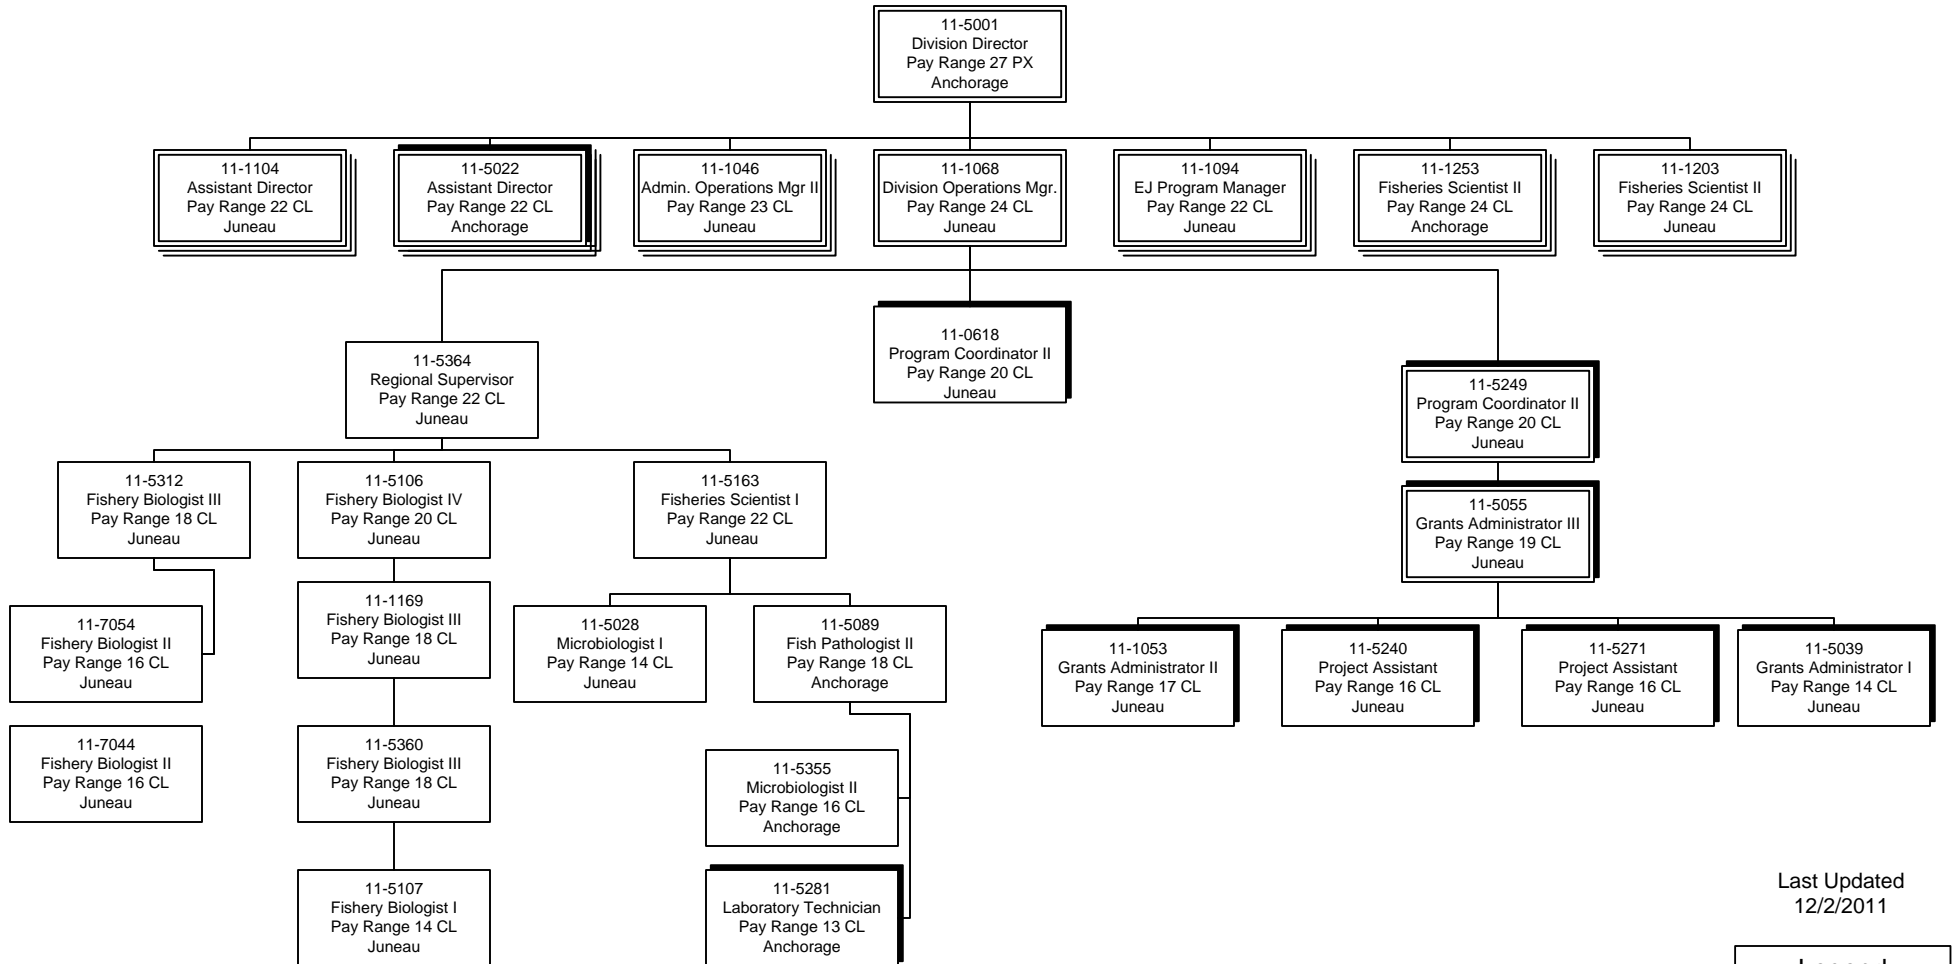 11-5001
Division Director
Pay Range 27 PX
Anchorage
11-1104
Assistant Director
Pay Range 22 CL
Juneau
11-5022
Assistant Director
Pay Range 22 CL
Anchorage
11-1046
Admin. Operations Mgr II
Pay Range 23 CL
Juneau
11-1068
Division Operations Mgr.
Pay Range 24 CL
Juneau
11-1094
EJ Program Manager
Pay Range 22 CL
Juneau
11-1253
Fisheries Scientist II
Pay Range 24 CL
Anchorage
11-1203
Fisheries Scientist II
Pay Range 24 CL
Juneau
11-5364
Regional Supervisor
Pay Range 22 CL
Juneau
11-0618
Program Coordinator II
Pay Range 20 CL
Juneau
11-5249
Program Coordinator II
Pay Range 20 CL
Juneau
11-5312
Fishery Biologist III
Pay Range 18 CL
Juneau
11-5106
Fishery Biologist IV
Pay Range 20 CL
Juneau
11-5163
Fisheries Scientist I
Pay Range 22 CL
Juneau
11-5055
Grants Administrator III
Pay Range 19 CL
Juneau
11-7054
Fishery Biologist II
Pay Range 16 CL
Juneau
11-1169
Fishery Biologist III
Pay Range 18 CL
Juneau
11-5028
Microbiologist I
Pay Range 14 CL
Juneau
11-5089
Fish Pathologist II
Pay Range 18 CL
Anchorage
11-1053
Grants Administrator II
Pay Range 17 CL
Juneau
11-5240
Project Assistant
Pay Range 16 CL
Juneau
11-5271
Project Assistant
Pay Range 16 CL
Juneau
11-5039
Grants Administrator I
Pay Range 14 CL
Juneau
11-7044
Fishery Biologist II
Pay Range 16 CL
Juneau
11-5360
Fishery Biologist III
Pay Range 18 CL
Juneau
11-5355
Microbiologist II
Pay Range 16 CL
Anchorage
11-5107
Fishery Biologist I
Pay Range 14 CL
Juneau
11-5281
Laboratory Technician
Pay Range 13 CL
Anchorage
Last Updated
12/2/2011